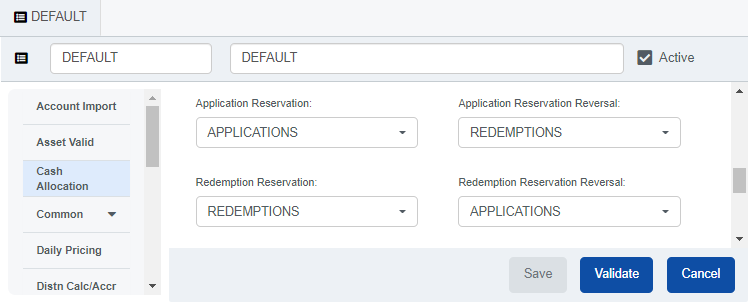 DEFAULT
DEFAULT DEFAULT Active
Account Import
Asset Valid
Cash
Allocation
Common
Daily Pricing
Distn Calc/Accr
Application Reservation: Application Reservation Reversal:
APPLICATIONS REDEMPTIONS
Redemption Reservation: Redemption Reservation Reversal:
REDEMPTIONS APPLICATIONS
Save Validate Cancel